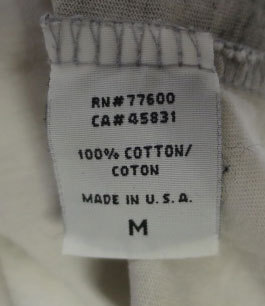 RN#77600
CA#45831
100% COTTON/
COTON
MADE IN U.S.A.
M